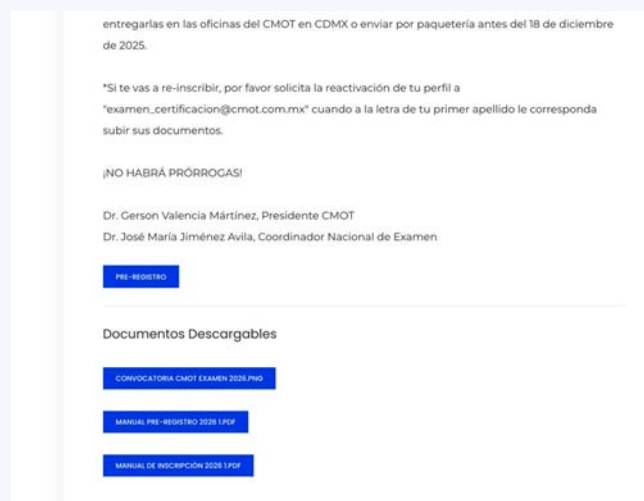 entregarlas en las oficinas del CMOT en CDMX o enviar por paquetería antes del 18 de diciembre
de 2025.
*Si te vas a re-inscribir, por favor solicita la reactivación de tu perfil a
"examen_certificacion@cmot.com.mx" cuando a la letra de tu primer apellido le corresponda
subir sus documentos.
¡NO HABRÁ PRÓRROGAS!
Dr. Gerson Valencia Mártínez, Presidente CMOT
Dr. José María Jiménez Avila, Coordinador Nacional de Examen
PRE-REGISTRO
Documentos Descargables
CONVOCATORIA CMOT EXAMEN 2026.PNG
MANUAL PRE-REGISTRO 2026 1.PDF
MANUAL DE INSCRIPCIÓN 2026 1.PDF